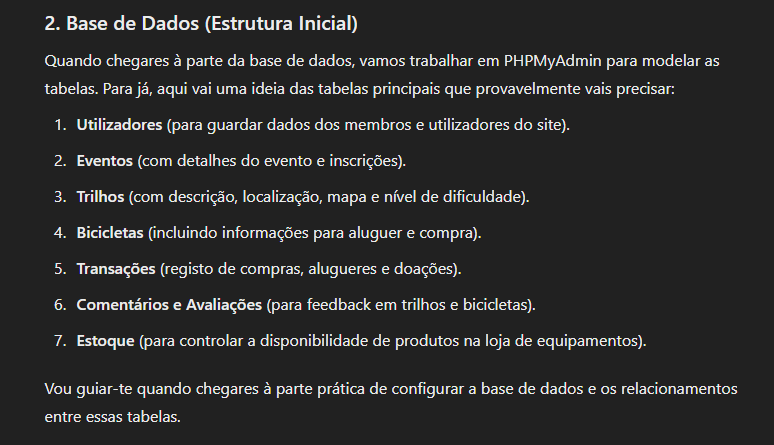 2. Base de Dados (Estrutura Inicial)
Quando chegares à parte da base de dados, vamos trabalhar em PHPMyAdmin para modelar as
tabelas. Para já, aqui vai uma ideia das tabelas principais que provavelmente vais precisar:
1. Utilizadores (para guardar dados dos membros e utilizadores do site).
2. Eventos (com detalhes do evento e inscrições).
3. Trilhos (com descrição, localização, mapa e nível de dificuldade).
4. Bicicletas (incluindo informações para aluguer e compra).
5. Transações (registo de compras, alugueres e doações).
6. Comentários e Avaliações (para feedback em trilhos e bicicletas).
7. Estoque (para controlar a disponibilidade de produtos na loja de equipamentos).
Vou guiar-te quando chegares à parte prática de configurar a base de dados e os relacionamentos
entre essas tabelas.